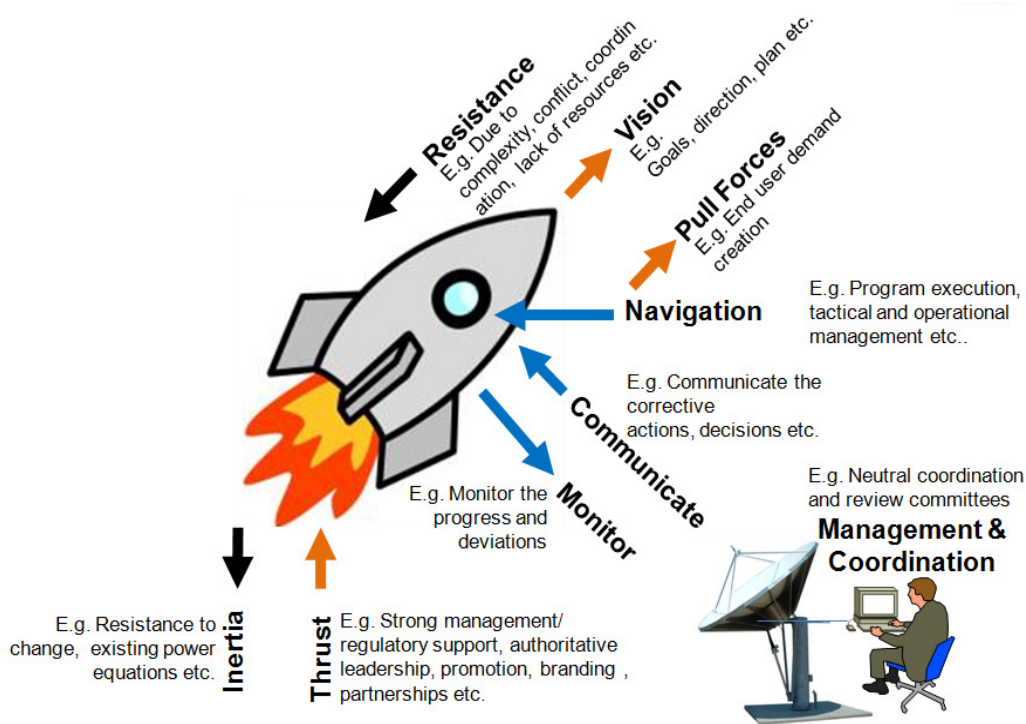 Resistance
E.g. Due to
complexity, conflict, coordin
ation, lack of resources etc.
Vision
E.g.
Goals, direction, plan etc.
Pull Forces
E.g. End user demand
creation
Navigation
E.g. Program execution,
tactical and operational
management etc..
Communicate
E.g. Communicate the
corrective
actions, decisions etc.
Monitor
E.g. Monitor the
progress and
deviations
E.g. Neutral coordination
and review committees
Management &
Coordination
Inertia
E.g. Resistance to
change, existing power
equations etc.
Thrust
E.g. Strong management/
regulatory support, authoritative
leadership, promotion, branding ,
partnerships etc.